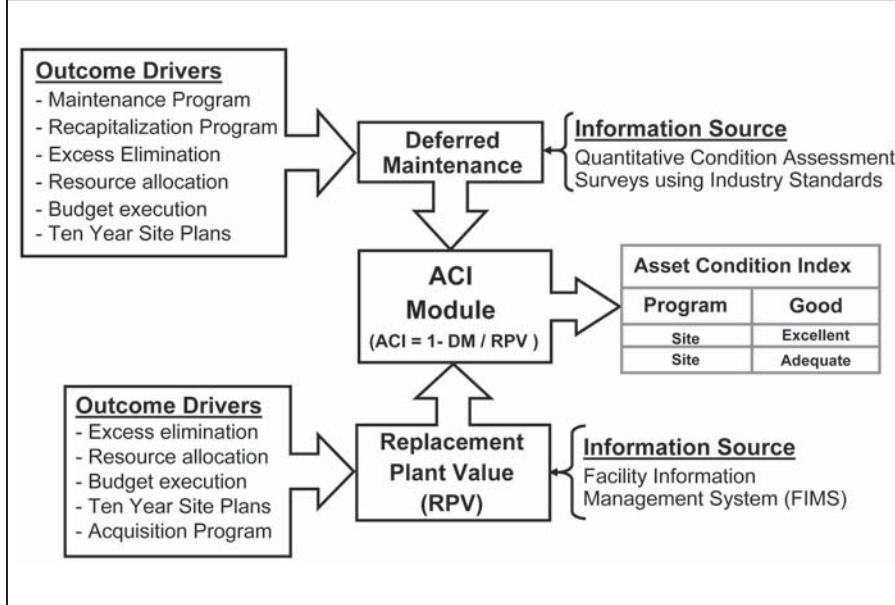 Outcome Drivers
- Maintenance Program
- Recapitalization Program
- Excess Elimination
- Resource allocation
- Budget execution
- Ten Year Site Plans
Deferred
Maintenance
Information Source
Quantitative Condition Assessment
Surveys using Industry Standards
ACI
Module
(ACI = 1- DM / RPV )
Asset Condition Index
Program Good
Site Excellent
Site Adequate
Outcome Drivers
- Excess elimination
- Resource allocation
- Budget execution
- Ten Year Site Plans
- Acquisition Program
Replacement
Plant Value
(RPV)
Information Source
Facility Information
Management System (FIMS)